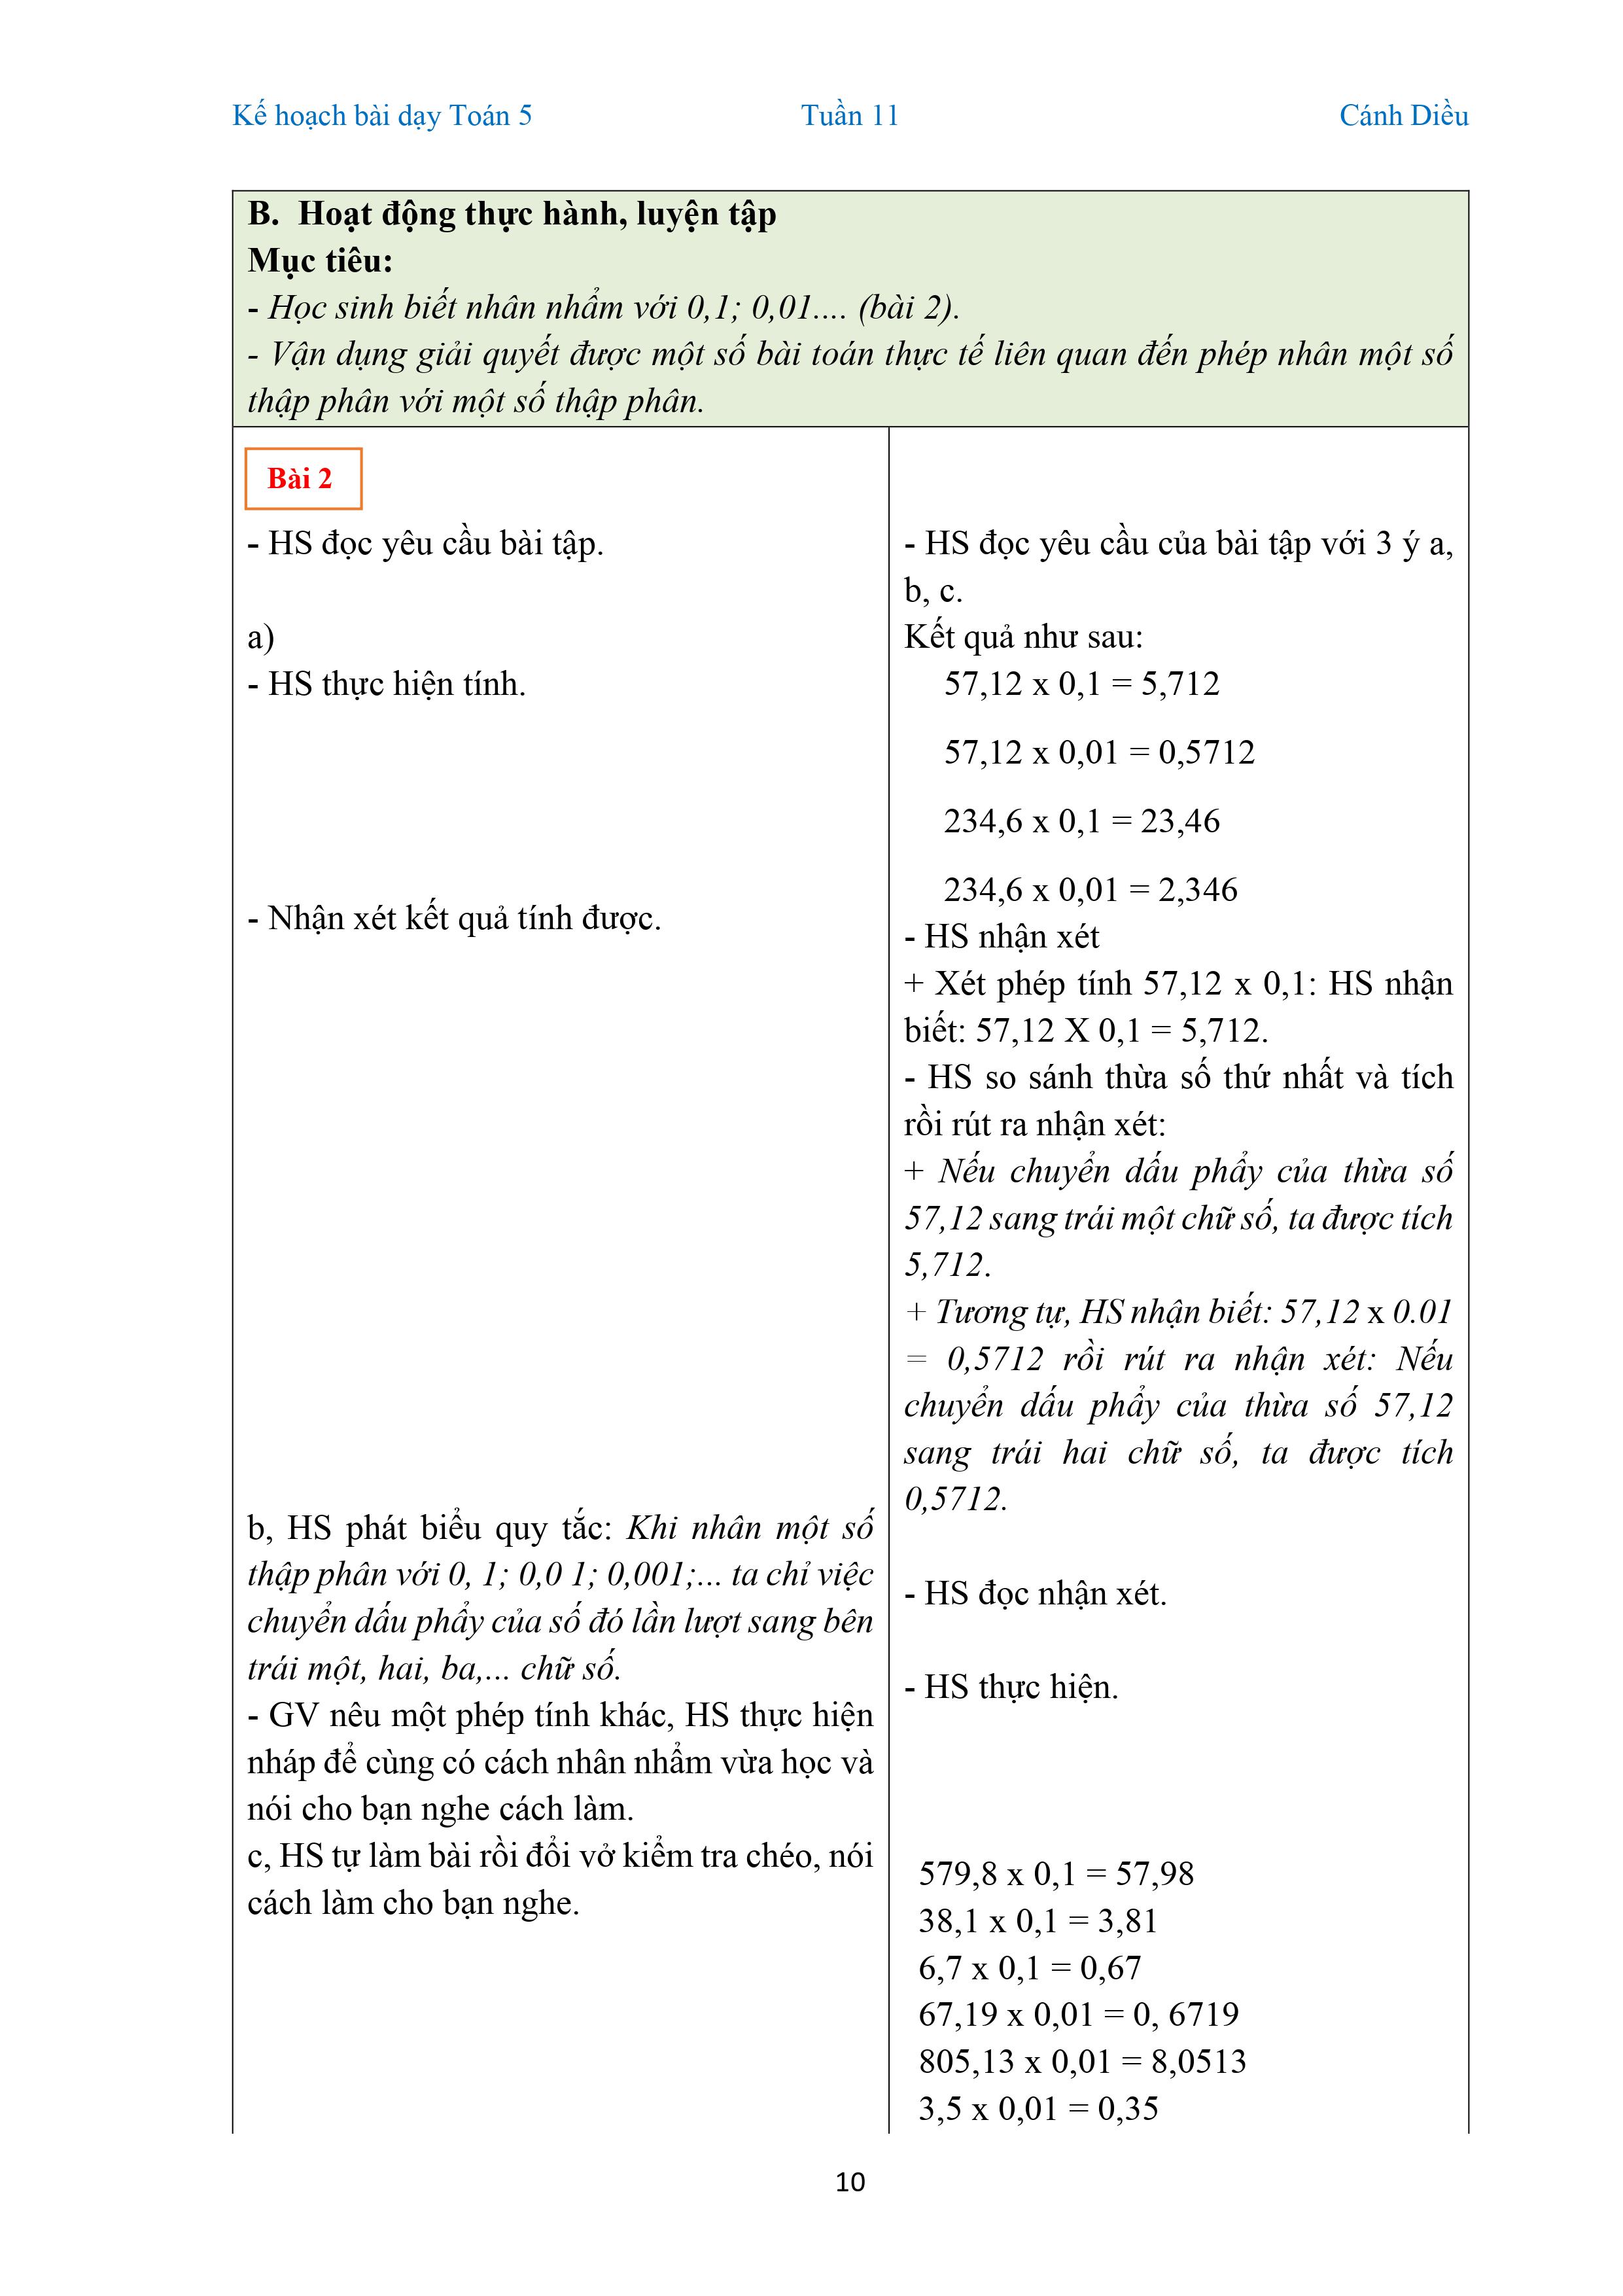 Kế hoạch bài dạy Toán 5 Tuần 11 Cánh Diều
B. Hoạt động thực hành, luyện tập
Mục tiêu:
- Học sinh biết nhân nhẩm với 0,1; 0,01.... (bài 2).
- Vận dụng giải quyết được một số bài toán thực tế liên quan đến phép nhân một số
thập phân với một số thập phân.
Bài 2
- HS đọc yêu cầu bài tập.
a)
- HS thực hiện tính.
- Nhận xét kết quả tính được.
b, HS phát biểu quy tắc: Khi nhân một số
thập phân với 0, 1; 0,0 1; 0,001;... ta chỉ việc
chuyển dấu phẩy của số đó lần lượt sang bên
trái một, hai, ba,... chữ số.
- GV nêu một phép tính khác, HS thực hiện
nháp để cùng có cách nhân nhẩm vừa học và
nói cho bạn nghe cách làm.
c, HS tự làm bài rồi đổi vở kiểm tra chéo, nói
cách làm cho bạn nghe.
- HS đọc yêu cầu của bài tập với 3 ý a,
b, c.
Kết quả như sau:
57,12 x 0,1 = 5,712
57,12 x 0,01 = 0,5712
234,6 x 0,1 = 23,46
234,6 x 0,01 = 2,346
- HS nhận xét
+ Xét phép tính 57,12 x 0,1: HS nhận
biết: 57,12 X 0,1 = 5,712.
- HS so sánh thừa số thứ nhất và tích
rồi rút ra nhận xét:
+ Nếu chuyển dấu phẩy của thừa số
57,12 sang trái một chữ số, ta được tích
5,712.
+ Tương tự, HS nhận biết: 57,12 x 0.01
= 0,5712 rồi rút ra nhận xét: Nếu
chuyển dấu phẩy của thừa số 57,12
sang trái hai chữ số, ta được tích
0,5712.
- HS đọc nhận xét.
- HS thực hiện.
579,8 x 0,1 = 57,98
38,1 x 0,1 = 3,81
6,7 x 0,1 = 0,67
67,19 x 0,01 = 0, 6719
805,13 x 0,01 = 8,0513
3,5 x 0,01 = 0,35
10